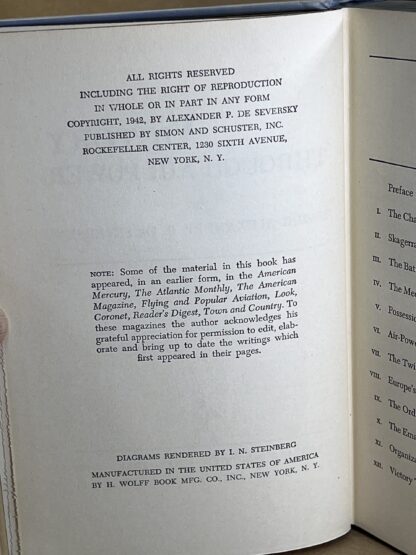 ALL RIGHTS RESERVED
INCLUDING THE RIGHT OF REPRODUCTION
IN WHOLE OR IN PART IN ANY FORM
COPYRIGHT, 1942, BY ALEXANDER P. DE SEVERSKY
PUBLISHED BY SIMON AND SCHUSTER, INC.
ROCKEFELLER CENTER, 1230 SIXTH AVENUE,
NEW YORK, N. Y.
NOTE: Some of the material in this book has
appeared, in an earlier form, in the American
Mercury, The Atlantic Monthly, The American
Magazine, Flying and Popular Aviation, Look,
Coronet, Reader's Digest, Town and Country. To
these magazines the author acknowledges his
grateful appreciation for permission to edit, elab-
orate and bring up to date the writings which
first appeared in their pages.
DIAGRAMS RENDERED BY I. N. STEINBERG
MANUFACTURED IN THE UNITED STATES OF AMERICA
BY H. WOLFF BOOK MFG. CO., INC., NEW YORK, N. Y.
Preface
I. The Cha
II. Skagerra
III. The Bat
IV. The Me
V. Possessio
VI. Air-Powe
VII. The Twi
VIII. Europe's
IX. The Ord
X. The Eme
XI. Organiza
XII. Victory